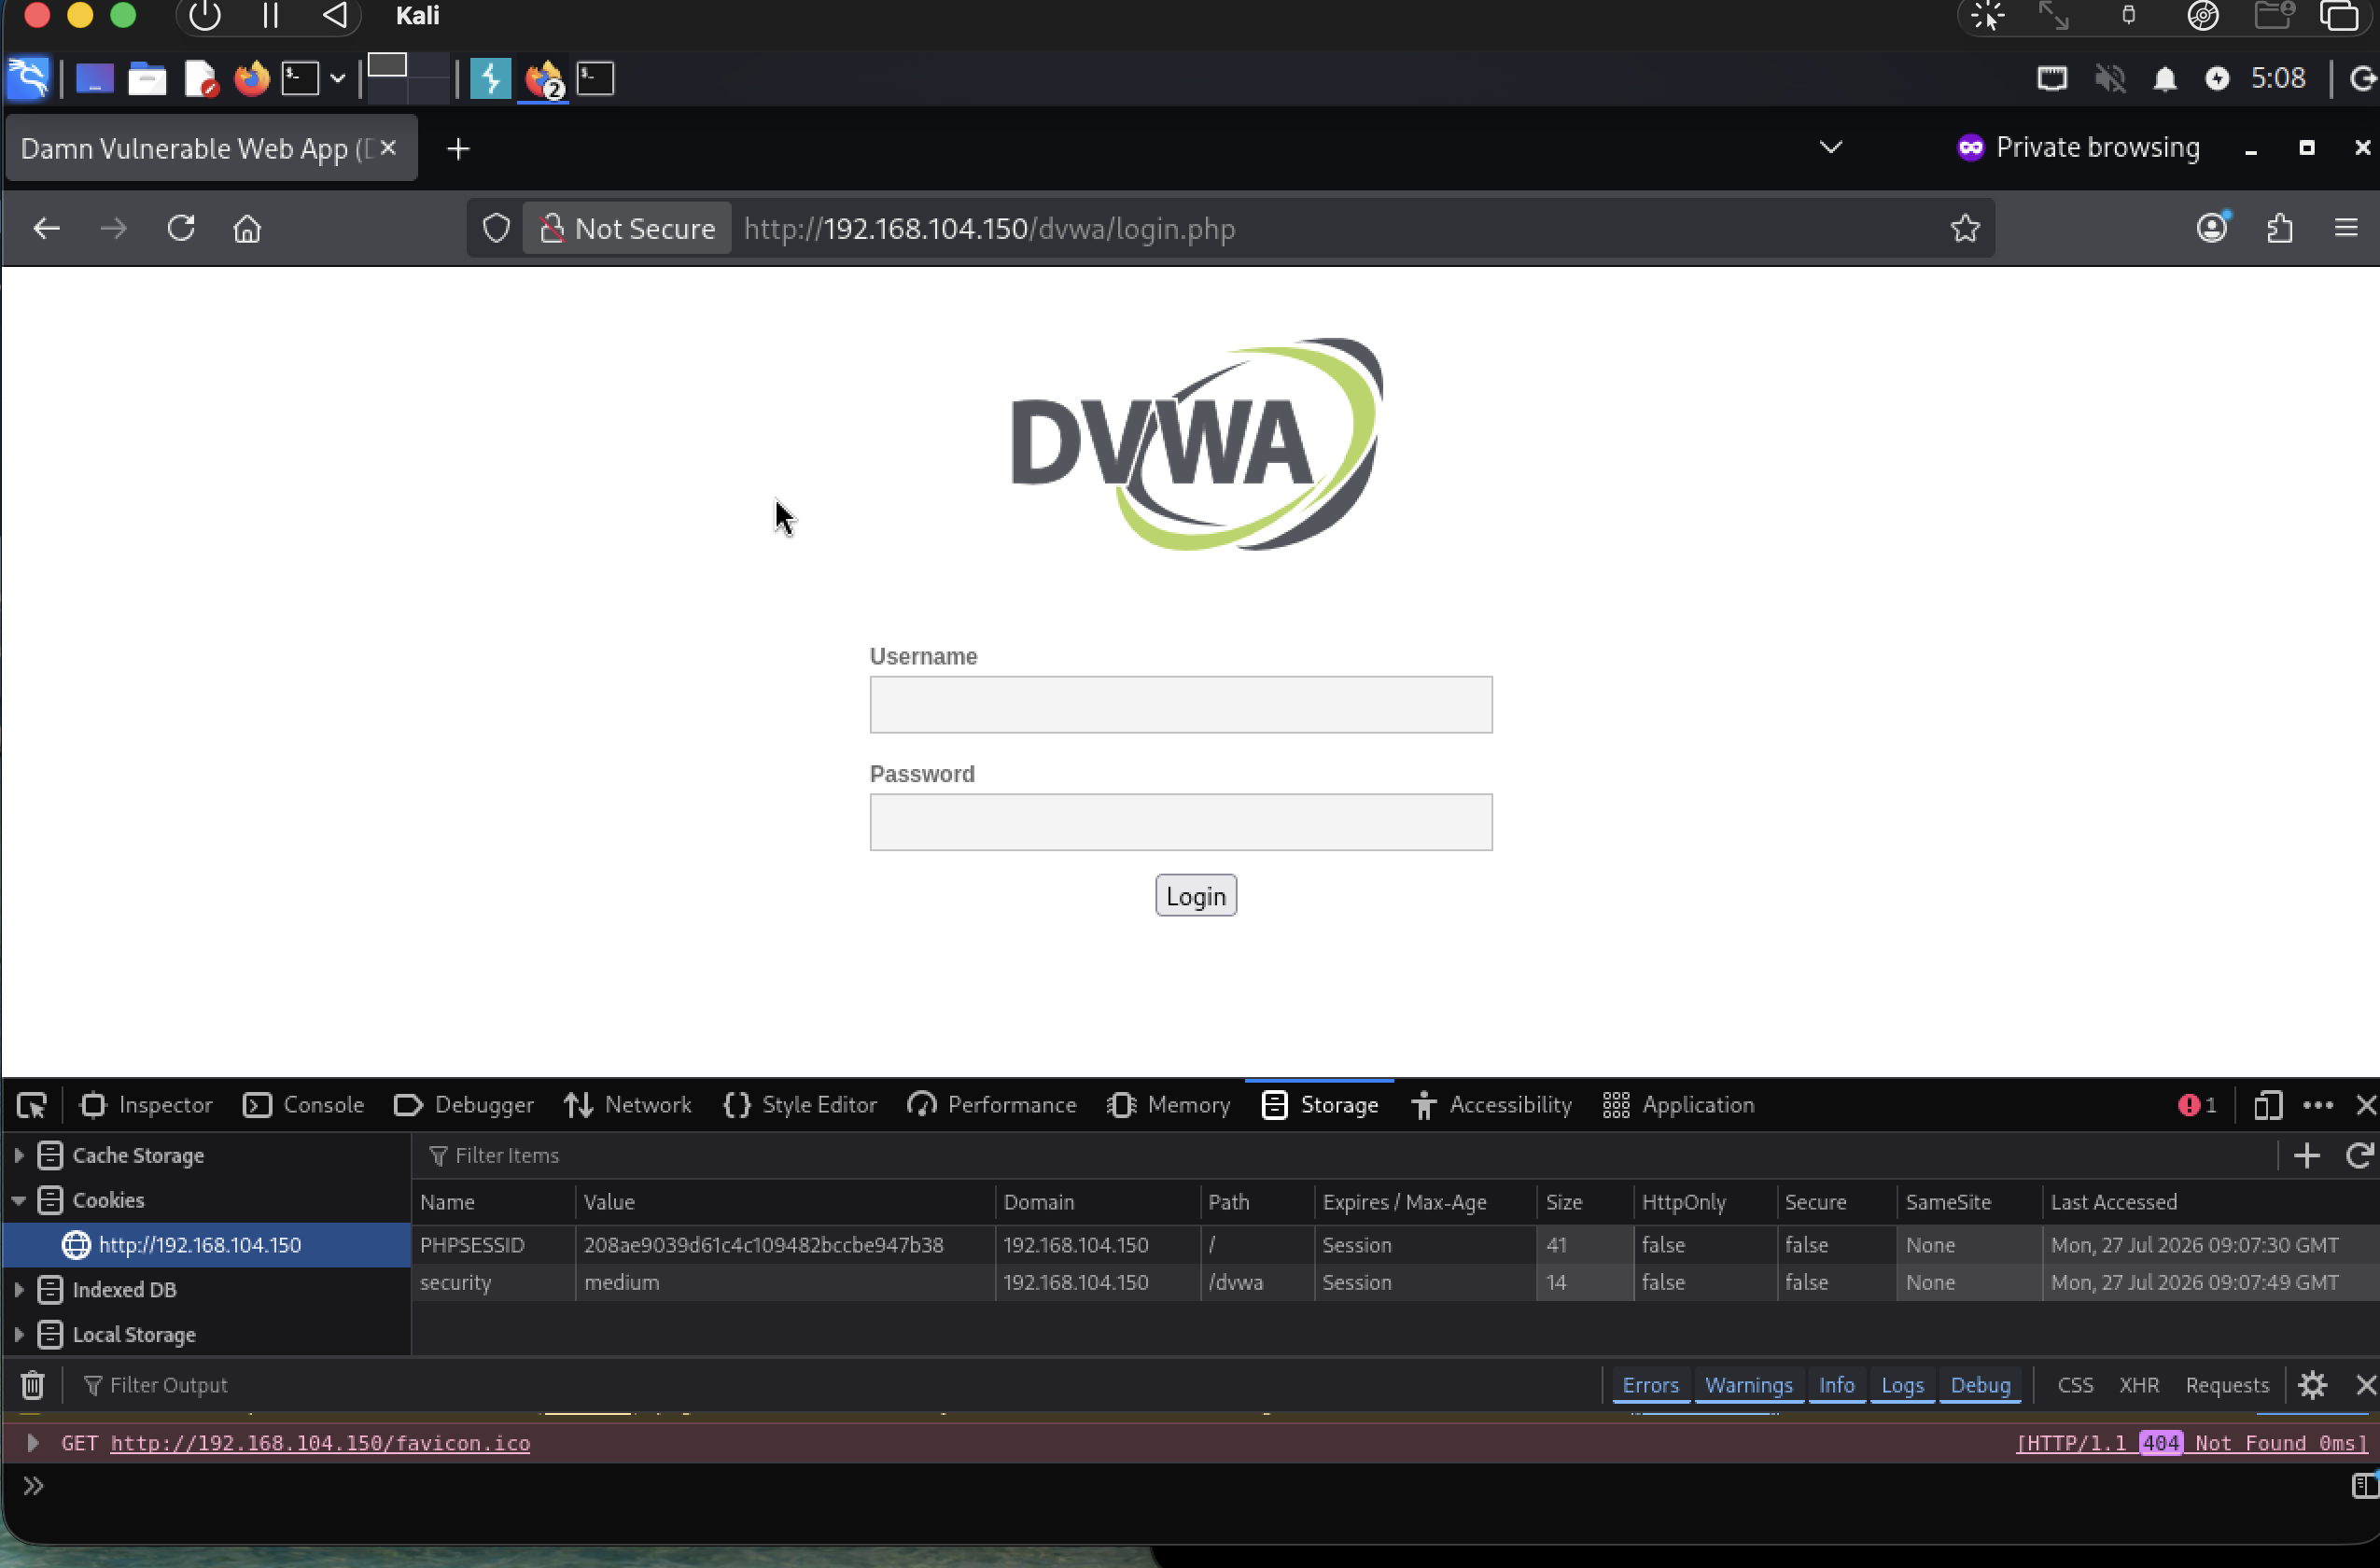 Kali
5:08
Damn Vulnerable Web App (D
Private browsing
Not Secure
http://192.168.104.150/dvwa/login.php
DVWA
Username
Password
Login
Inspector
Console
Debugger
Network
Style Editor
Performance
Memory
Storage
Accessibility
Application
1
Cache Storage
Filter Items
Cookies
Name Value Domain Path Expires / Max-Age Size HttpOnly Secure SameSite Last Accessed
http://192.168.104.150
PHPSESSID 208ae9039d61c4c109482bccbe947b38 192.168.104.150 / Session 41 false false None Mon, 27 Jul 2026 09:07:30 GMT
security medium 192.168.104.150 /dvwa Session 14 false false None Mon, 27 Jul 2026 09:07:49 GMT
Indexed DB
Local Storage
Filter Output
Errors Warnings Info Logs Debug CSS XHR Requests
GET http://192.168.104.150/favicon.ico [HTTP/1.1 404 Not Found 0ms]